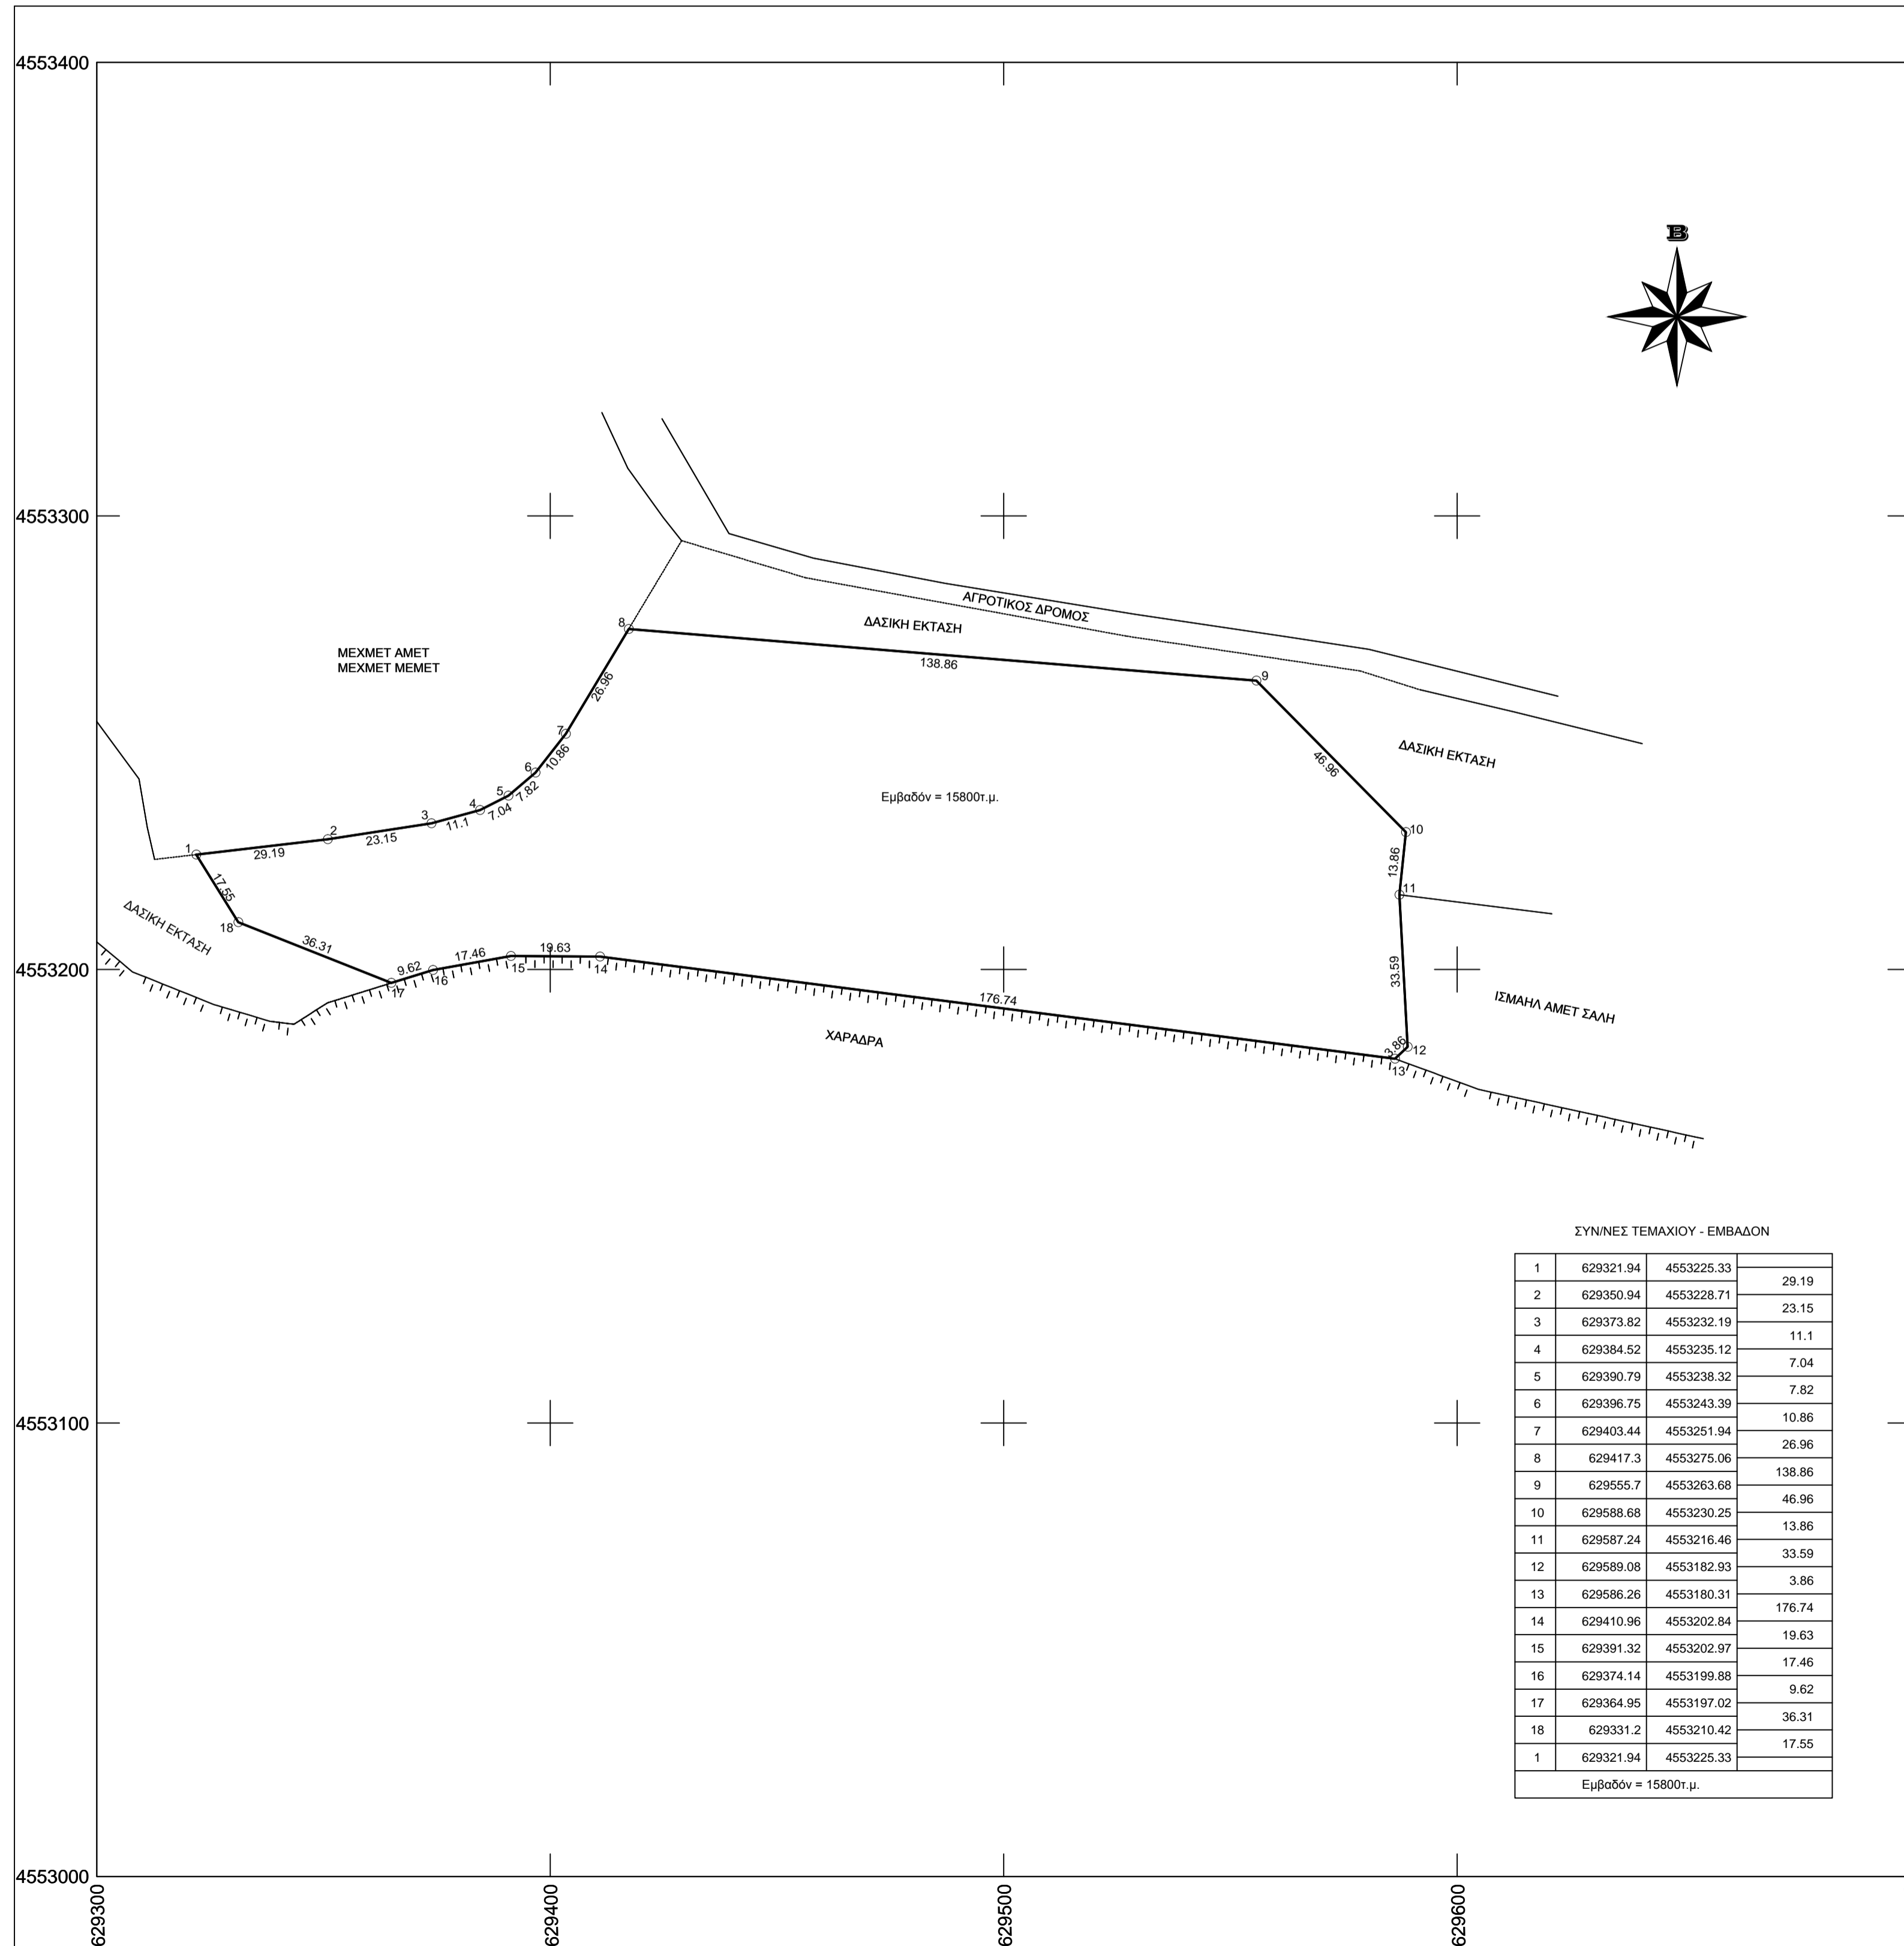 4553400
B
4553300
ΑΓΡΟΤΙΚΟΣ ΔΡΟΜΟΣ
ΔΑΣΙΚΗ ΕΚΤΑΣΗ
8
ΜΕΧΜΕΤ ΑΜΕΤ
ΜΕΧΜΕΤ ΜΕΜΕΤ
138.86
9
26.96
7
ΔΑΣΙΚΗ ΕΚΤΑΣΗ
10.86
46.96
6
5
7.82
Εμβαδόν = 15800τ.μ.
4
7.04
3
11.1
2
23.15
10
1
29.19
13.86
17.55
11
ΔΑΣΙΚΗ ΕΚΤΑΣΗ
18
36.31
19.63
17.46
9.62
15
14
4553200
16
33.59
17
176.74
ΙΣΜΑΗΛ ΑΜΕΤ ΣΑΛΗ
ΧΑΡΑΔΡΑ
3.86
12
13
ΣΥΝ/ΝΕΣ ΤΕΜΑΧΙΟΥ - ΕΜΒΑΔΟΝ
1 629321.94 4553225.33
29.19
2 629350.94 4553228.71
23.15
3 629373.82 4553232.19
11.1
4 629384.52 4553235.12
7.04
5 629390.79 4553238.32
7.82
6 629396.75 4553243.39
10.86
7 629403.44 4553251.94
26.96
8 629417.3 4553275.06
138.86
9 629555.7 4553263.68
46.96
10 629588.68 4553230.25
13.86
11 629587.24 4553216.46
33.59
12 629589.08 4553182.93
3.86
13 629586.26 4553180.31
176.74
14 629410.96 4553202.84
19.63
15 629391.32 4553202.97
17.46
16 629374.14 4553199.88
9.62
17 629364.95 4553197.02
36.31
18 629331.2 4553210.42
17.55
1 629321.94 4553225.33
Εμβαδόν = 15800τ.μ.
4553100
4553000
629300
629400
629500
629600